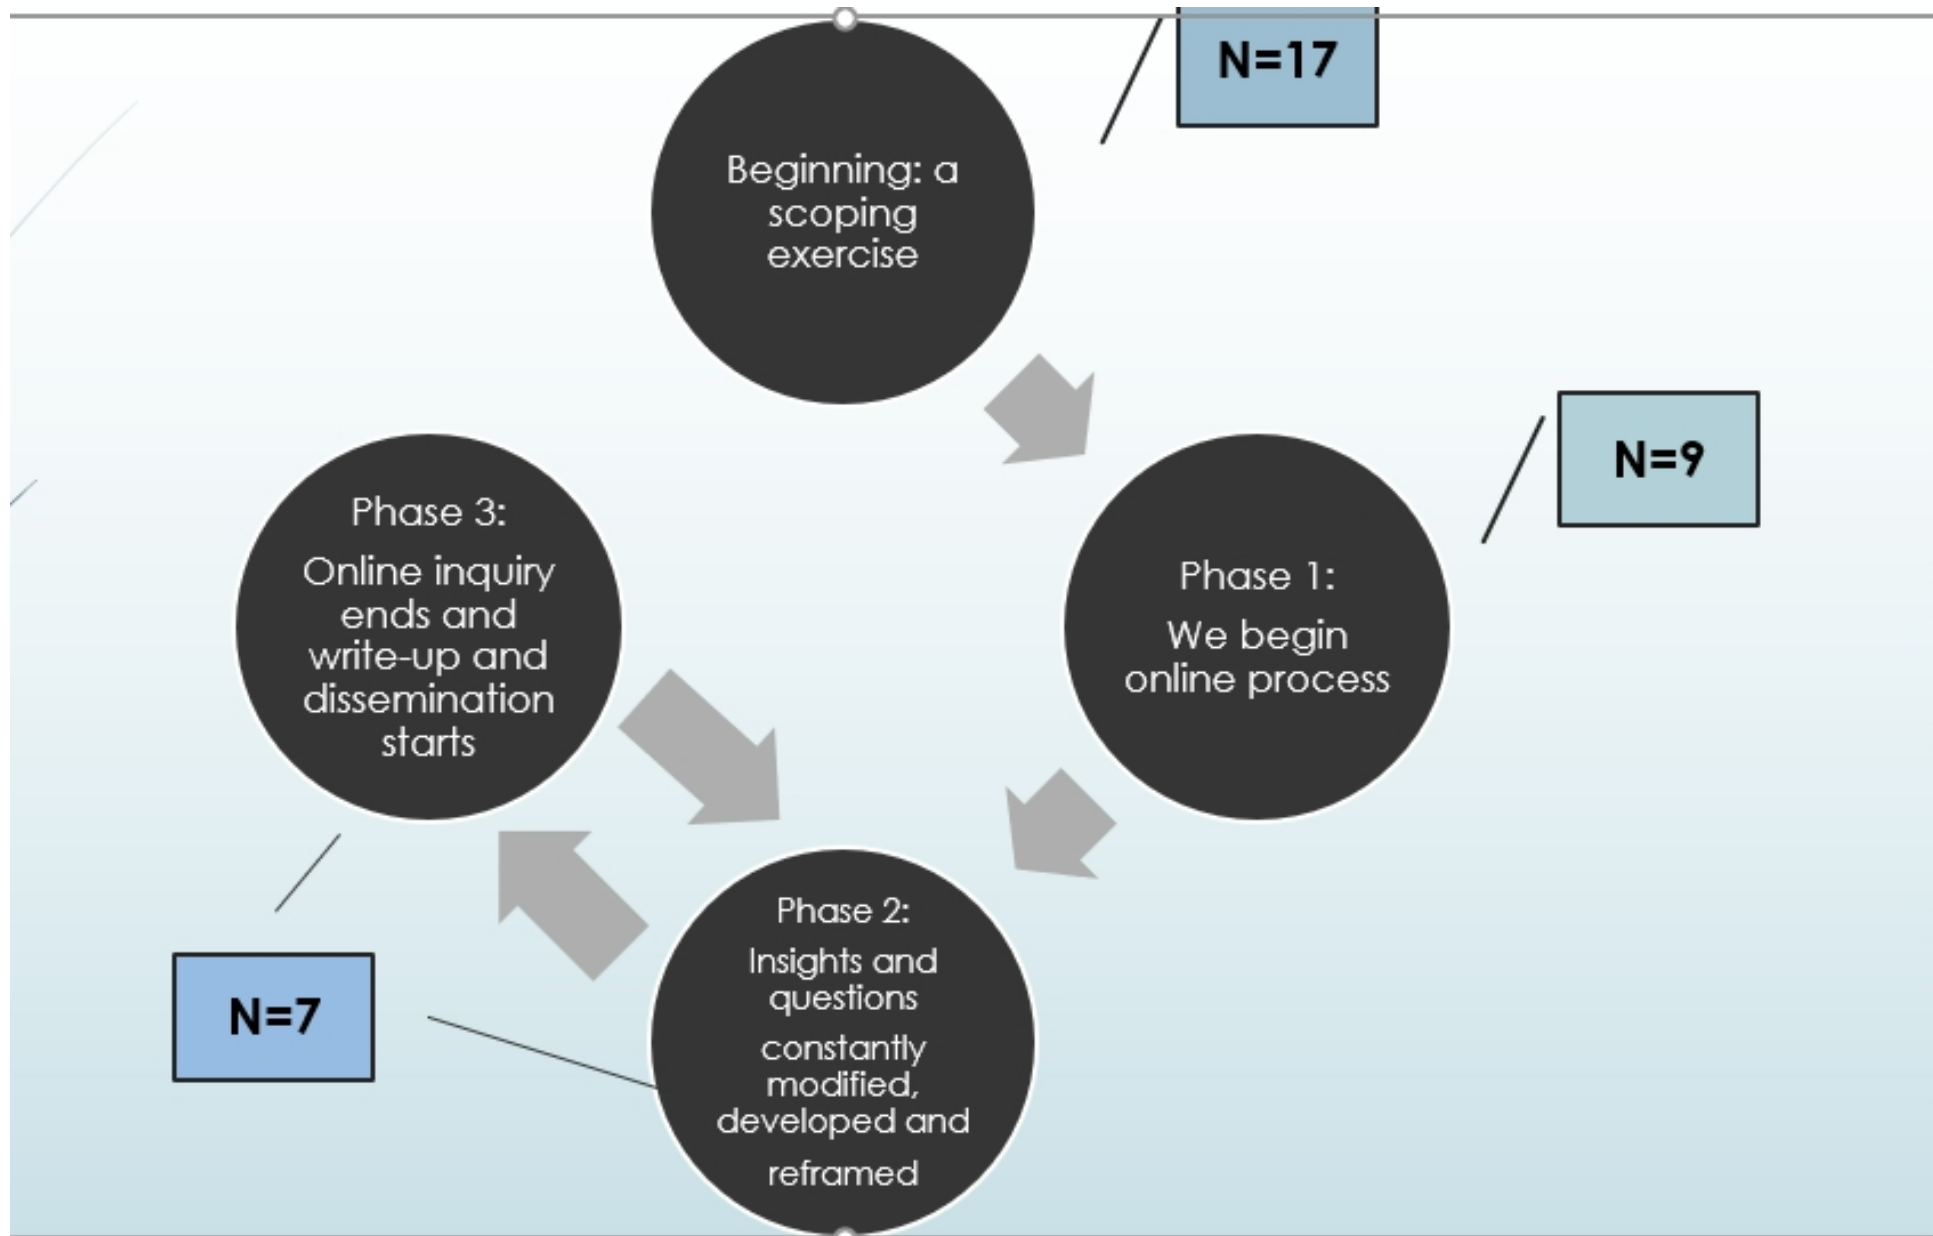 N=17
Beginning: a
scoping
exercise
N=9
Phase 1:
We begin
online process
Phase 3:
Online inquiry
ends and
write-up and
dissemination
starts
N=7
Phase 2:
Insights and
questions
constantly
modified,
developed and
reframed